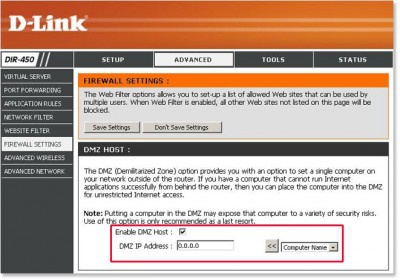 D-Link
DIR-450
SETUP
ADVANCED
TOOLS
STATUS
VIRTUAL SERVER
PORT FORWARDING
APPLICATION RULES
NETWORK FILTER
WEBSITE FILTER
FIREWALL SETTINGS
ADVANCED WIRELESS
ADVANCED NETWORK
FIREWALL SETTINGS :
The Web Filter options allows you to set-up a list of allowed Web sites that can be used by
multiple users. When Web Filter is enabled, all other Web sites not listed on this page will be
blocked.
Save Settings
Don't Save Settings
DMZ HOST :
The DMZ (Demilitarized Zone) option provides you with an option to set a single computer on
your network outside of the router. If you have a computer that cannot run Internet
applications successfully from behind the router, then you can place the computer into the DMZ
for unrestricted Internet access.
Note: Putting a computer in the DMZ may expose that computer to a variety of security risks.
Use of this option is only recommended as a last resort.
Enable DMZ Host :
DMZ IP Address : 0.0.0.0 << Computer Name